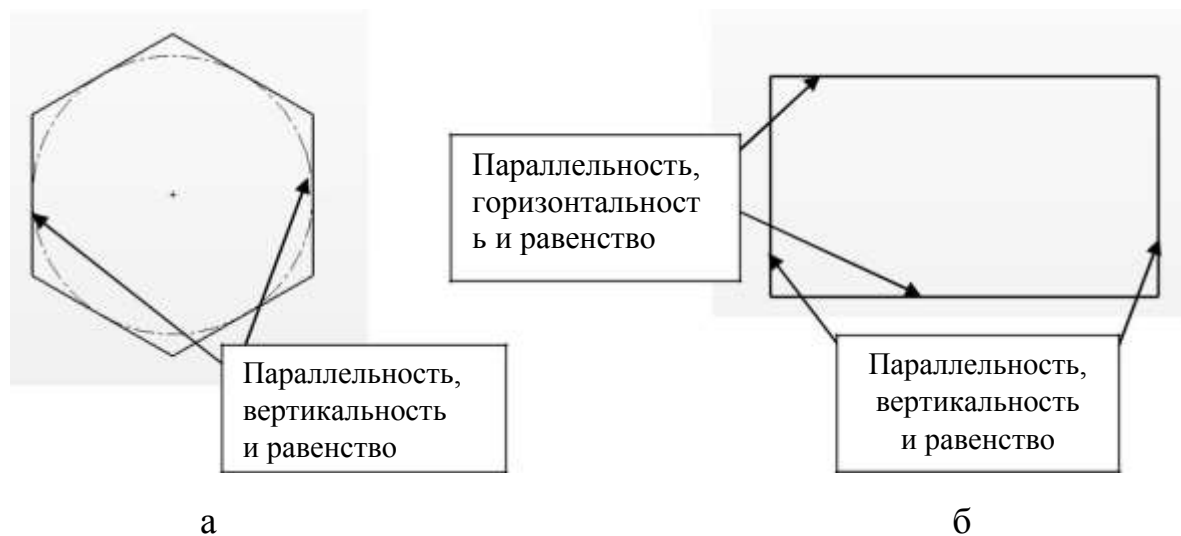 Параллельность,
горизонтальност
ь и равенство
Параллельность,
вертикальность
и равенство
Параллельность,
вертикальность
и равенство
а
б